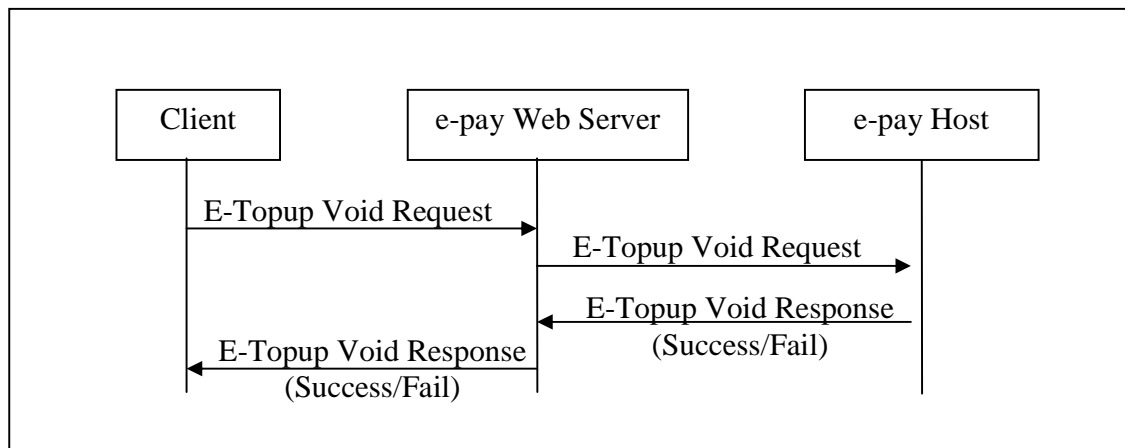 Client
e-pay Web Server
e-pay Host
E-Topup Void Request
E-Topup Void Request
E-Topup Void Response
(Success/Fail)
E-Topup Void Response
(Success/Fail)